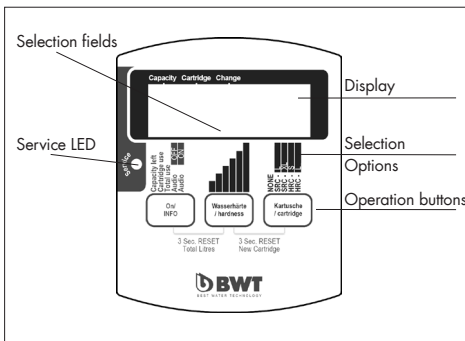 Selection fields
Capacity Cartridge Change
Display
Service LED
Service
Capacity left
Cartridge use
Total use
Audio OFF
Audio ON
NONE
SRC - L
SRC - XL
HRC - S
HRC - L
Selection
Options
On/
INFO
Wasserhärte
/ hardness
Kartusche
/ cartridge
Operation buttons
3 Sec. RESET
Total Litres
3 Sec. RESET
New Cartridge
BWT
BEST WATER TECHNOLOGY